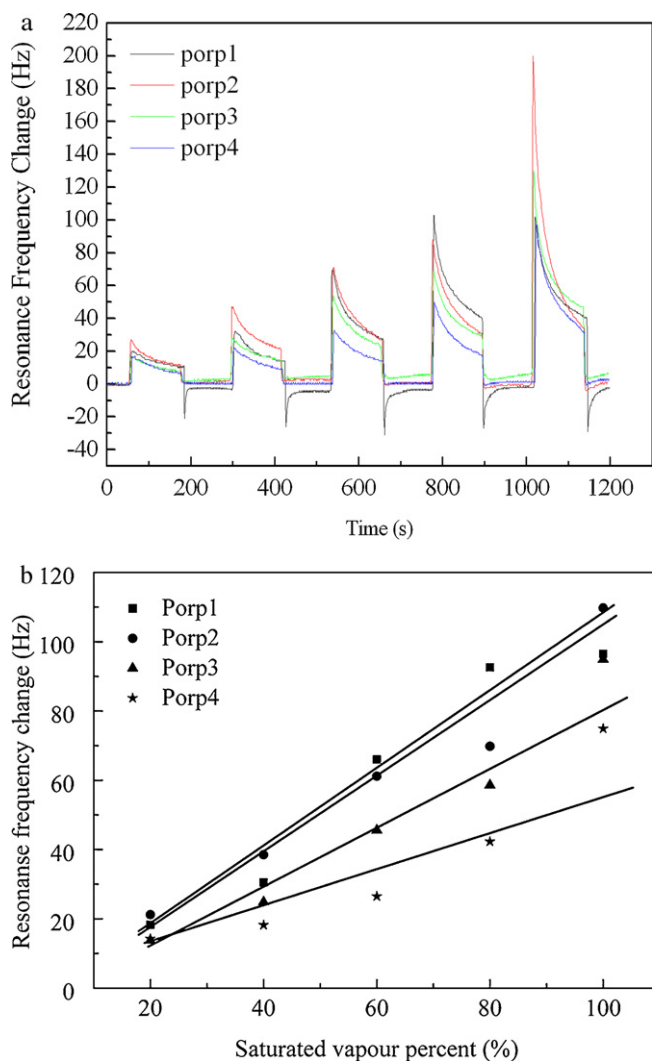 a
Resonance Frequency Change (Hz)
220
200
180
160
140
120
100
80
60
40
20
0
-20
-40
porp1
porp2
porp3
porp4
0 200 400 600 800 1000 1200
Time (s)
b
Resonanse frequency change (Hz)
120
100
80
60
40
20
0
Porp1
Porp2
Porp3
Porp4
20 40 60 80 100
Saturated vapour percent (%)